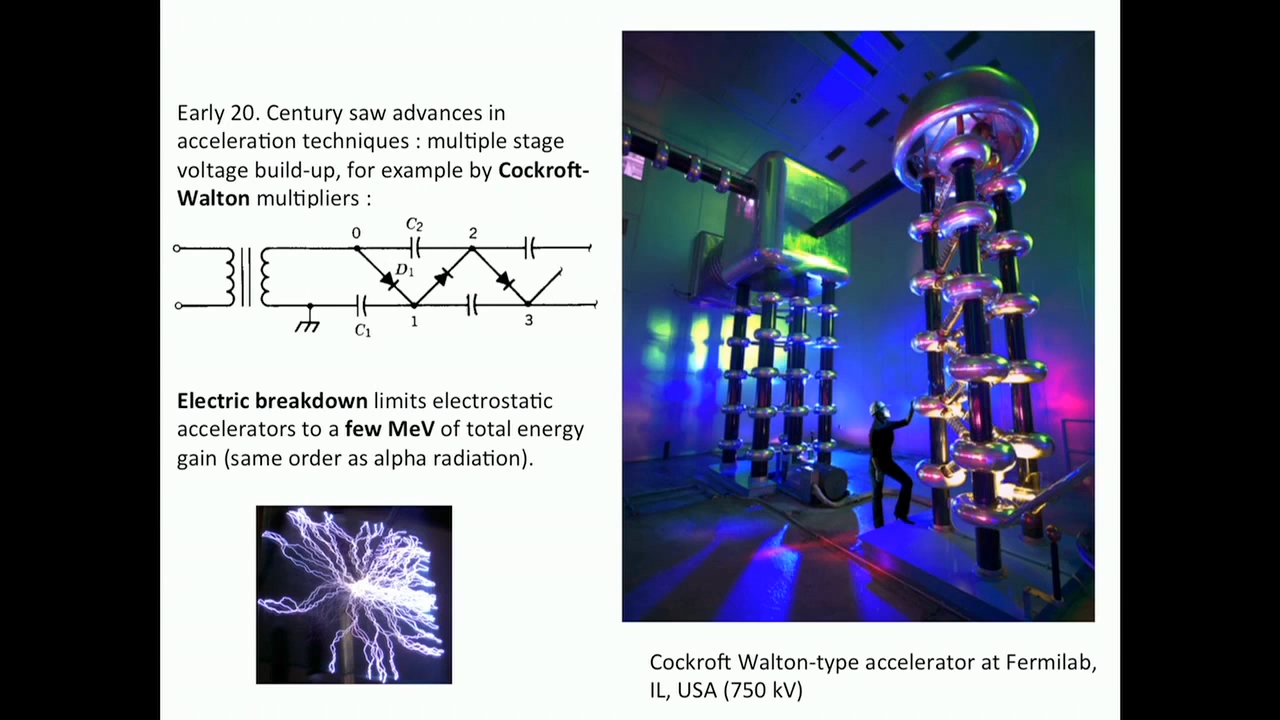 Early 20. Century saw advances in
acceleration techniques : multiple stage
voltage build-up, for example by Cockroft-
Walton multipliers :
C2
0
2
D1
C1
1
3
Electric breakdown limits electrostatic
accelerators to a few MeV of total energy
gain (same order as alpha radiation).
Cockroft Walton-type accelerator at Fermilab,
IL, USA (750 kV)